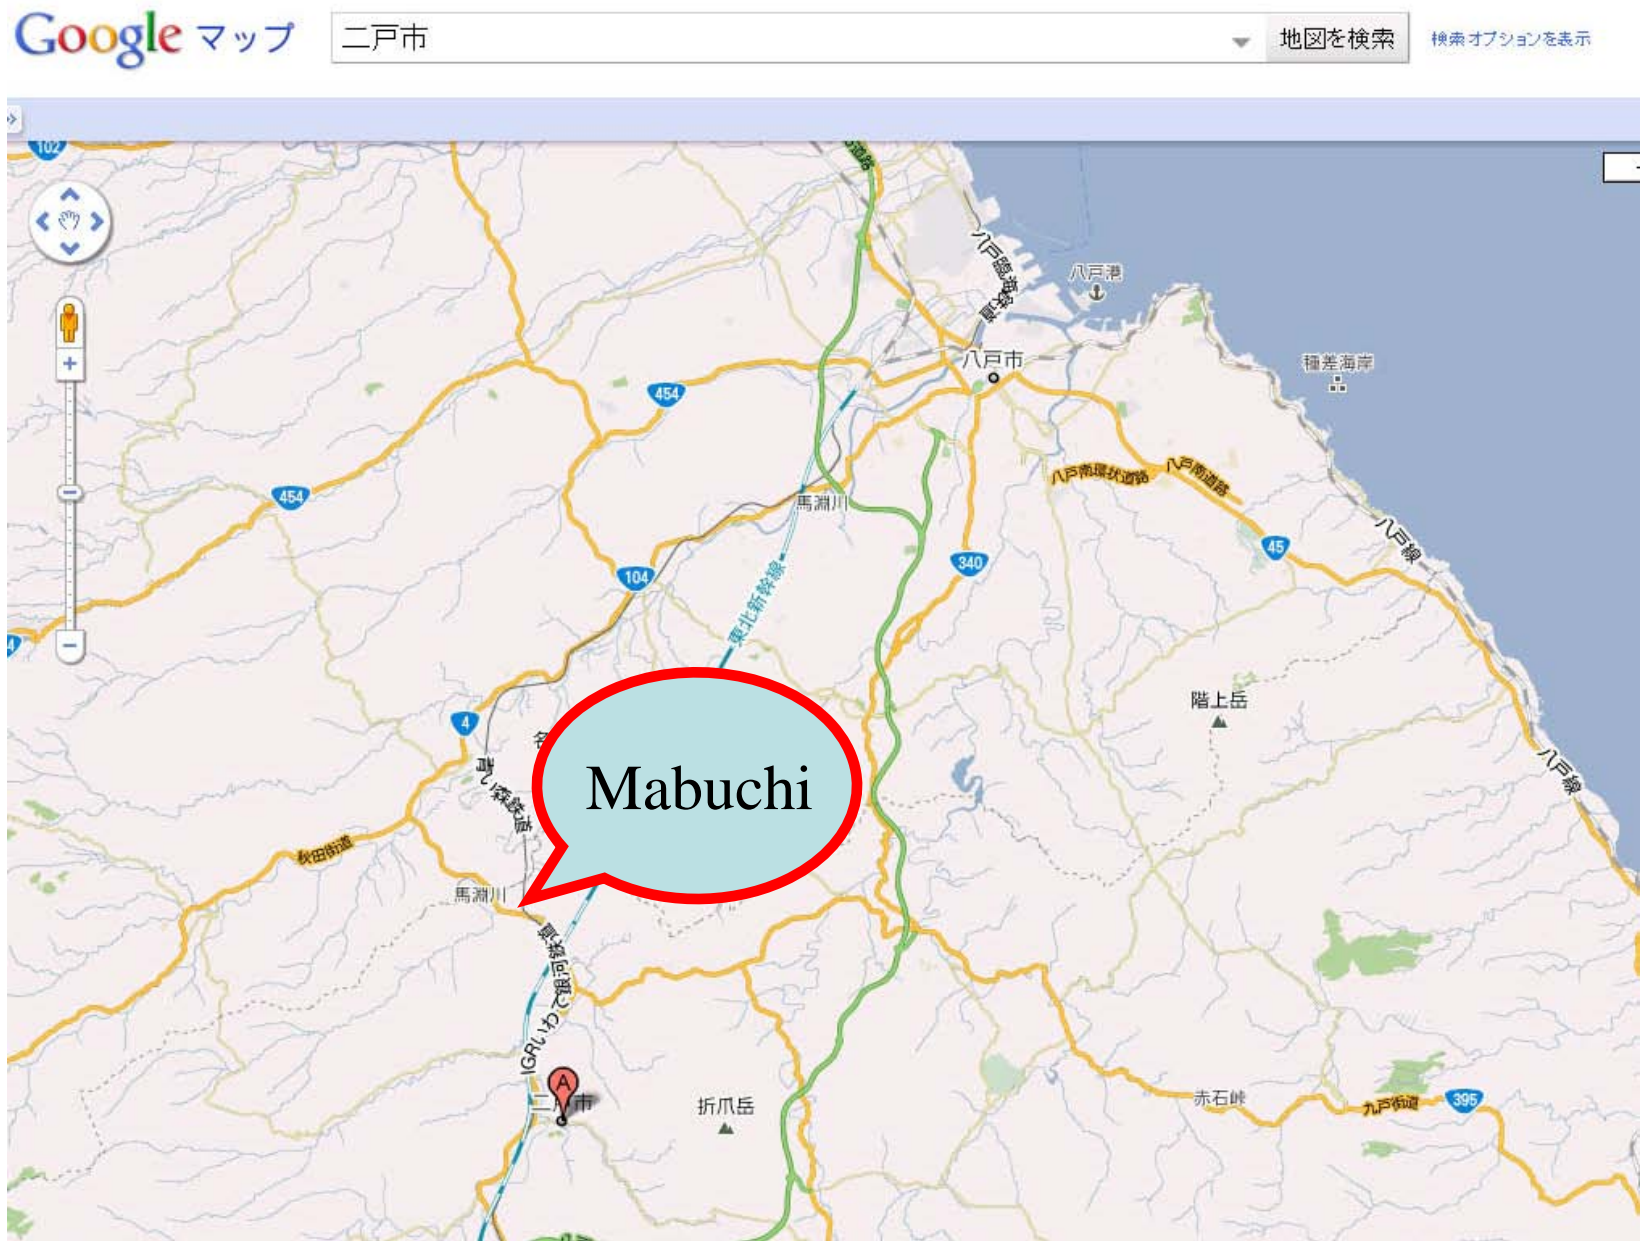 Google マップ
二戸市
地図を検索
検索オプションを表示
102
八戸臨海鉄道
八戸港
八戸市
種差海岸
454
454
八戸南環状道路
八戸南道路
馬淵川
八戸線
45
340
104
東北新幹線
階上岳
4
青い森鉄道
八戸線
Mabuchi
秋田街道
馬淵川
IGRいわて銀河鉄道
A
二戸市
折爪岳
赤石峠
九戸街道
395